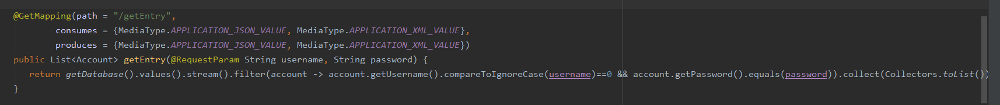 @GetMapping(path = "/getEntry",
consumes = {MediaType.APPLICATION_JSON_VALUE, MediaType.APPLICATION_XML_VALUE},
produces = {MediaType.APPLICATION_JSON_VALUE, MediaType.APPLICATION_XML_VALUE})
public List<Account> getEntry(@RequestParam String username, String password) {
return getDatabase().values().stream().filter(account -> account.getUsername().compareToIgnoreCase(username)==0 && account.getPassword().equals(password)).collect(Collectors.toList())
}